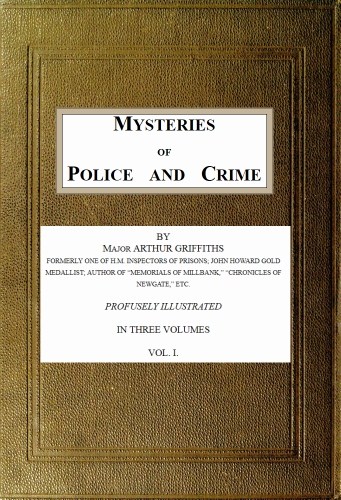 MYSTERIES
OF
POLICE AND CRIME
BY
MAJOR ARTHUR GRIFFITHS
FORMERLY ONE OF H.M. INSPECTORS OF PRISONS; JOHN HOWARD GOLD
MEDALLIST; AUTHOR OF "MEMORIALS OF MILLBANK," "CHRONICLES OF
NEWGATE," ETC.
PROFUSELY ILLUSTRATED
IN THREE VOLUMES
VOL. I.